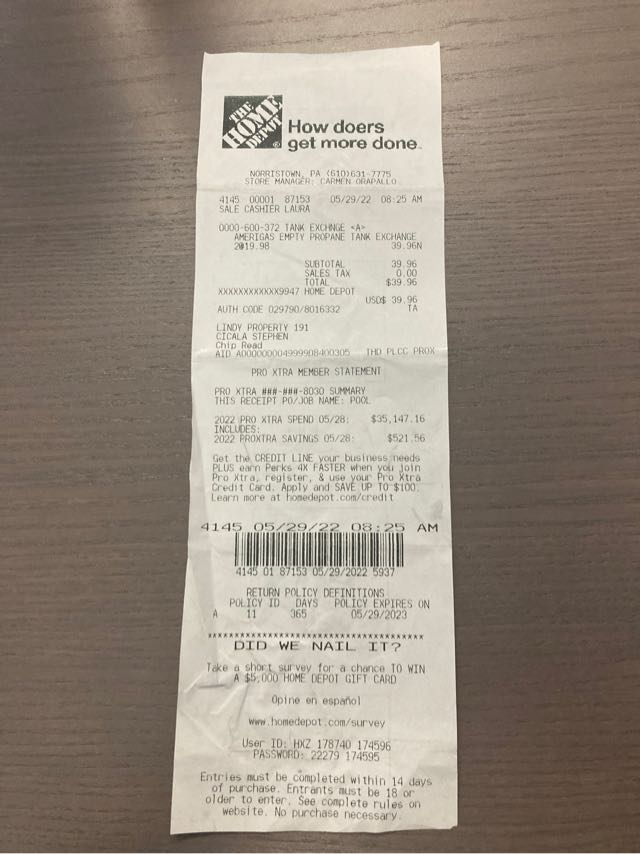 THE
HOME
DEPOT
®
How doers
get more done.
NORRISTOWN, PA (610)631-7775
STORE MANAGER: CARMEN ORAPALLO
4145 00001 87153 05/29/22 08:25 AM
SALE CASHIER LAURA
0000-600-372 TANK EXCHNGE <A>
AMERIGAS EMPTY PROPANE TANK EXCHANGE
2@19.98 39.96N
SUBTOTAL 39.96
SALES TAX 0.00
TOTAL $39.96
XXXXXXXXXXXX9947 HOME DEPOT
USD$ 39.96
AUTH CODE 029790/8016332 TA
LINDY PROPERTY 191
CICALA STEPHEN
Chip Read
AID A000000004999908400305 THD PLCC PROX
PRO XTRA MEMBER STATEMENT
PRO XTRA ###-###-8030 SUMMARY
THIS RECEIPT PO/JOB NAME: POOL
2022 PRO XTRA SPEND 05/28: $35,147.16
INCLUDES:
2022 PROXTRA SAVINGS 05/28: $521.56
Get the CREDIT LINE your business needs
PLUS earn Perks 4X FASTER when you join
Pro Xtra, register, & use your Pro Xtra
Credit Card. Apply and SAVE UP TO $100.
Learn more at homedepot.com/credit
4145 05/29/22 08:25 AM
4145 01 87153 05/29/2022 5937
RETURN POLICY DEFINITIONS
POLICY ID DAYS POLICY EXPIRES ON
A 11 365 05/29/2023
****************************************
DID WE NAIL IT?
Take a short survey for a chance TO WIN
A $5,000 HOME DEPOT GIFT CARD
Opine en español
www.homedepot.com/survey
User ID: HXZ 178740 174596
PASSWORD: 22279 174595
Entries must be completed within 14 days
of purchase. Entrants must be 18 or
older to enter. See complete rules on
website. No purchase necessary.